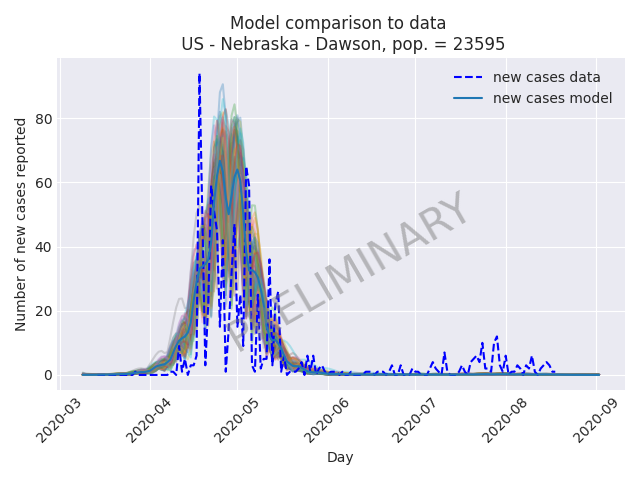 Model comparison to data
US - Nebraska - Dawson, pop. = 23595
new cases data
new cases model
Number of new cases reported
80
60
40
20
0
PRELIMINARY
2020-03
2020-04
2020-05
2020-06
2020-07
2020-08
2020-09
Day